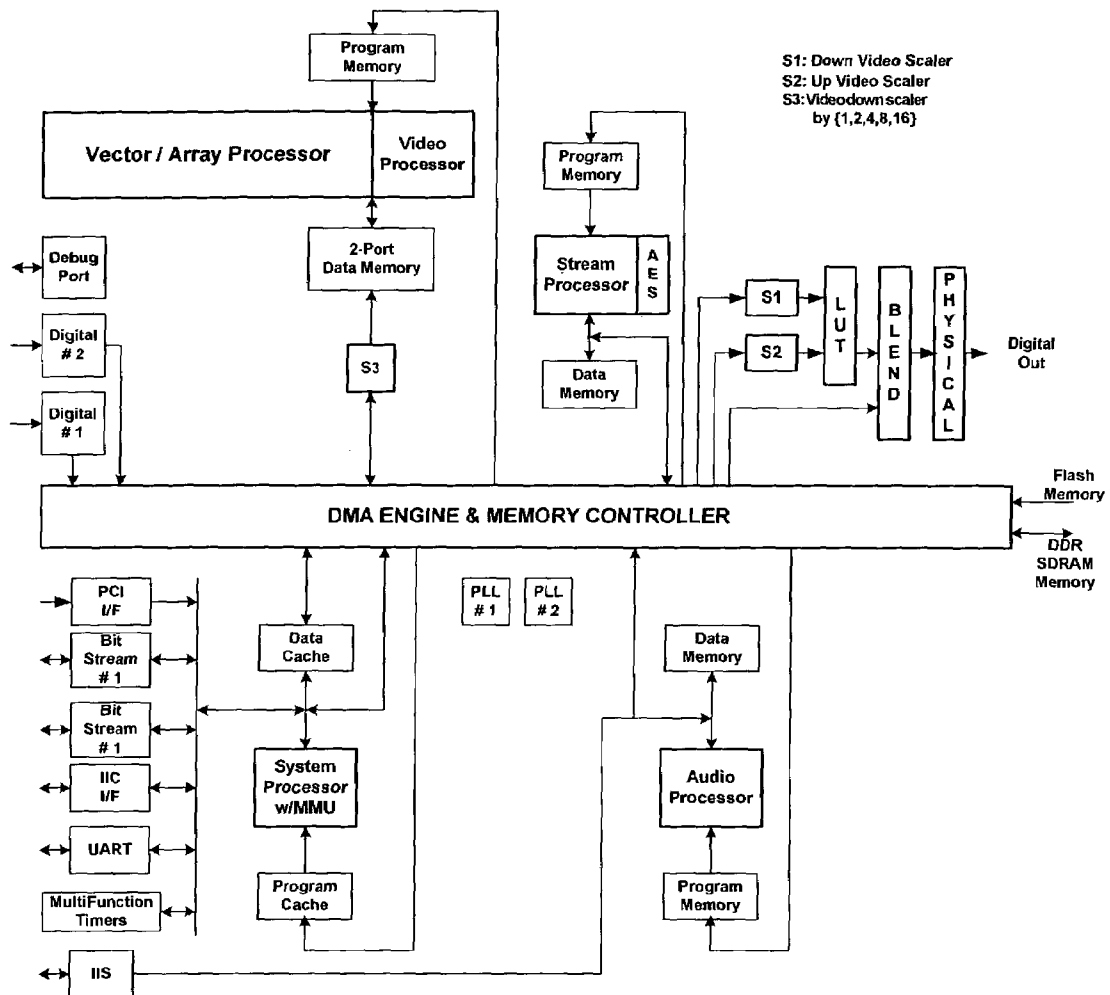 Program
Memory
S1: Down Video Scaler
S2: Up Video Scaler
S3: Videodownscaler
by {1,2,4,8,16}
Vector / Array Processor
Video
Processor
Program
Memory
2-Port
Data Memory
Debug
Port
Stream
Processor
A
E
S
Digital
# 2
S3
Data
Memory
S1
S2
L
U
T
B
L
E
N
D
P
H
Y
S
I
C
A
L
Digital
Out
Digital
# 1
DMA ENGINE & MEMORY CONTROLLER
Flash
Memory
DDR
SDRAM
Memory
PCI
I/F
Bit
Stream
# 1
Bit
Stream
# 1
IIC
I/F
UART
MultiFunction
Timers
IIS
Data
Cache
System
Processor
w/MMU
Program
Cache
PLL
# 1
PLL
# 2
Data
Memory
Audio
Processor
Program
Memory